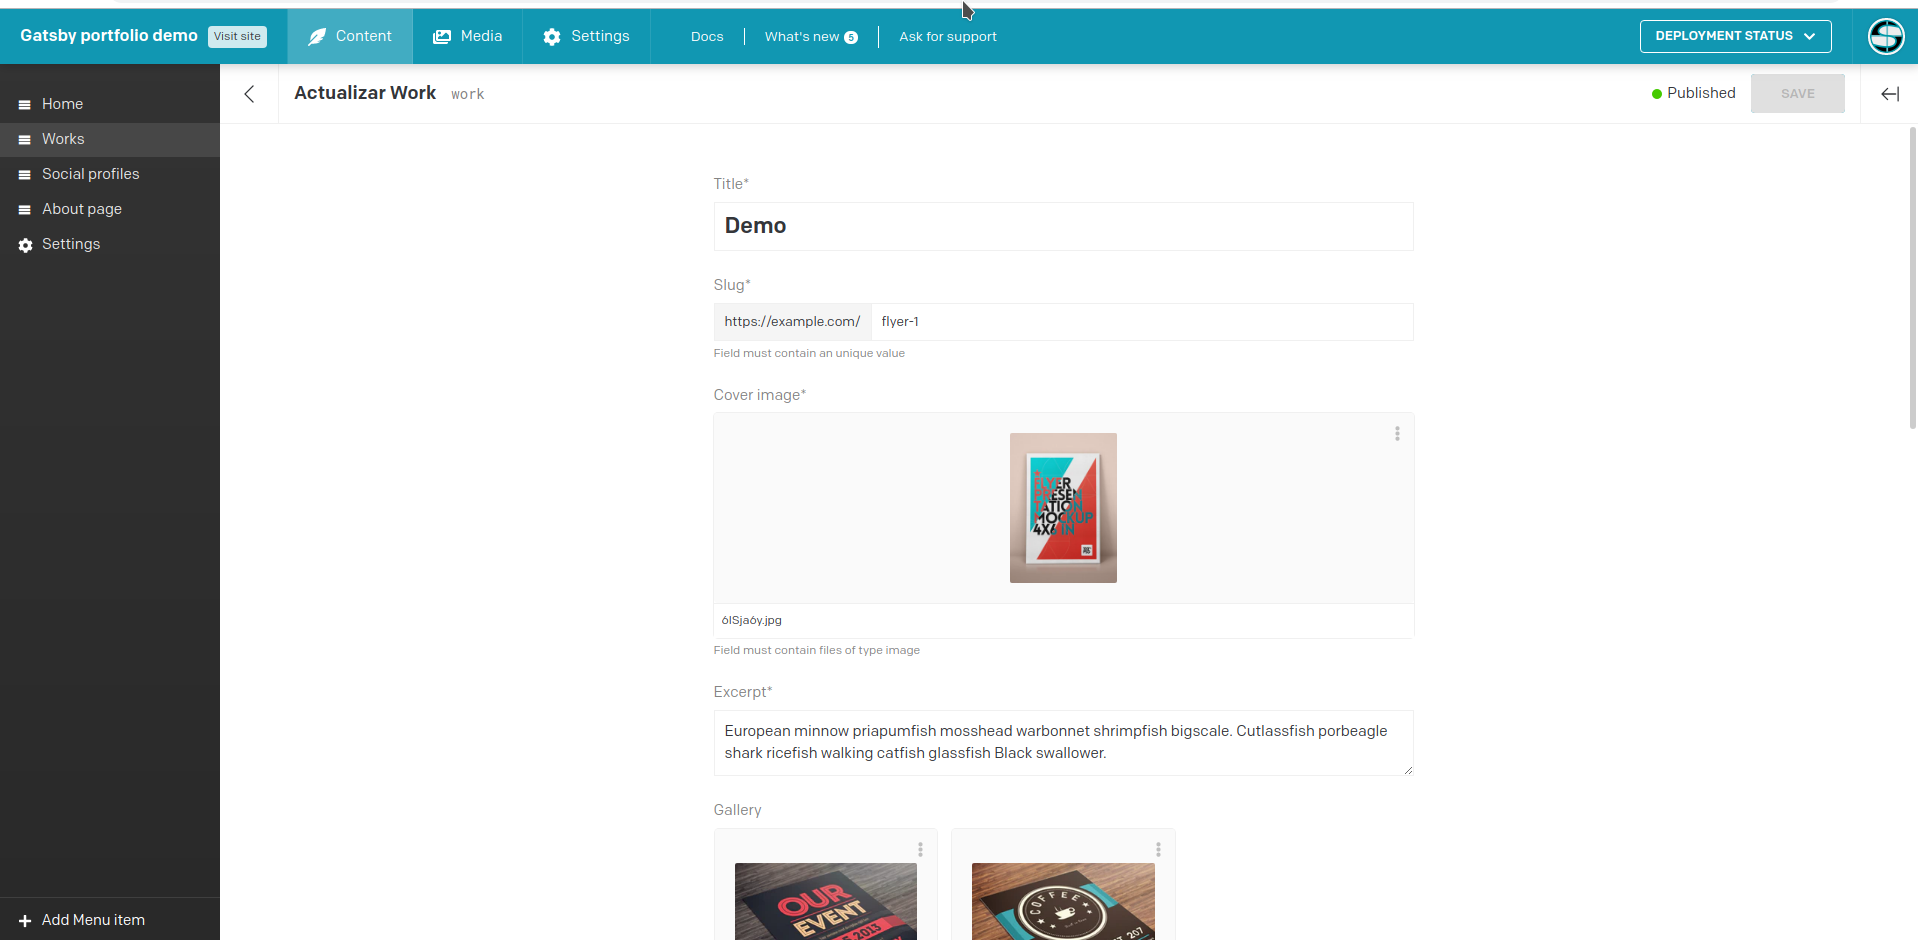 Gatsby portfolio demo Visit site Content Media Settings Docs What's new 5 Ask for support DEPLOYMENT STATUS
Actualizar Work work Published SAVE
Home
Works
Social profiles
About page
Settings
Add Menu item
Title*
Demo
Slug*
https://example.com/ flyer-1
Field must contain an unique value
Cover image*
FLYER
PRESEN
TATION
MOCKUP
4X6 IN
6lSja6y.jpg
Field must contain files of type image
Excerpt*
European minnow priapumfish mosshead warbonnet shrimpfish bigscale. Cutlassfish porbeagle
shark ricefish walking catfish glassfish Black swallower.
Gallery
OUR
EVENT
2013
COFFEE
207